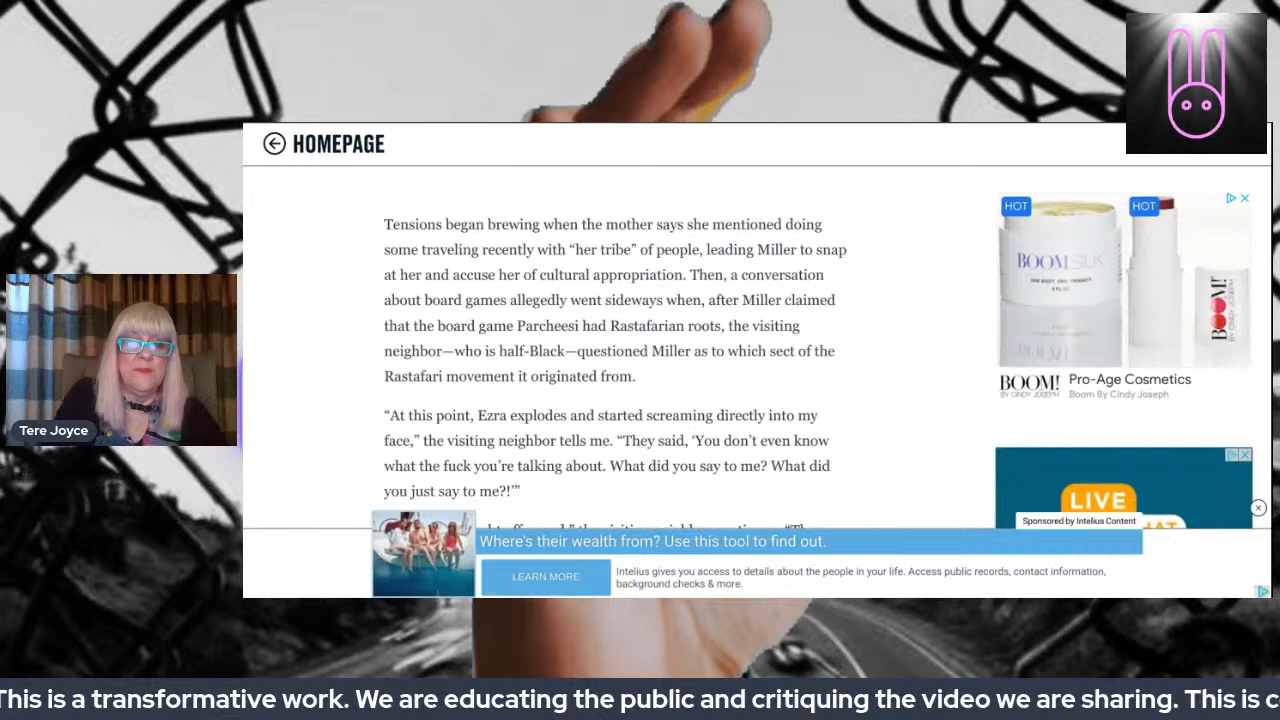 HOMEPAGE
Tensions began brewing when the mother says she mentioned doing
some traveling recently with “her tribe” of people, leading Miller to snap
at her and accuse her of cultural appropriation. Then, a conversation
about board games allegedly went sideways when, after Miller claimed
that the board game Parcheesi had Rastafarian roots, the visiting
neighbor—who is half-Black—questioned Miller as to which sect of the
Rastafari movement it originated from.
“At this point, Ezra explodes and started screaming directly into my
face,” the visiting neighbor tells me. “They said, ‘You don’t even know
what the fuck you’re talking about. What did you say to me? What did
you just say to me?!’”
HOT
HOT
BOOMSILK
BOOM!
BY CINDY JOSEPH
BOOM!
BY CINDY JOSEPH
Pro-Age Cosmetics
Boom By Cindy Joseph
LIVE
Sponsored by Intelius Content
Where's their wealth from? Use this tool to find out.
LEARN MORE
Intelius gives you access to details about the people in your life. Access public records, contact information,
background checks & more.
Tere Joyce
This is a transformative work. We are educating the public and critiquing the video we are sharing. This is c